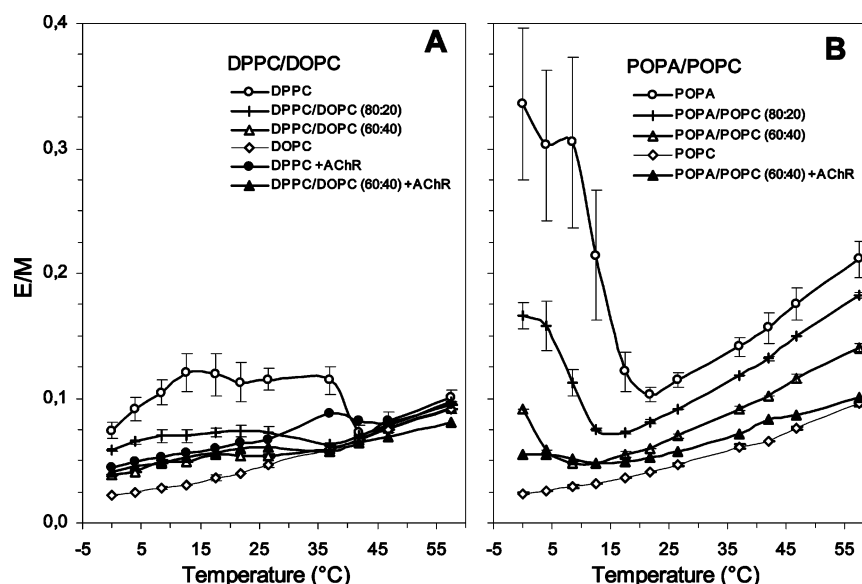 A
DPPC/DOPC
DPPC
DPPC/DOPC (80:20)
DPPC/DOPC (60:40)
DOPC
DPPC +AChR
DPPC/DOPC (60:40) +AChR
E/M
0,4
0,3
0,2
0,1
0,0
-5 5 15 25 35 45 55
Temperature (°C)
B
POPA/POPC
POPA
POPA/POPC (80:20)
POPA/POPC (60:40)
POPC
POPA/POPC (60:40) +AChR
-5 5 15 25 35 45 55
Temperature (°C)